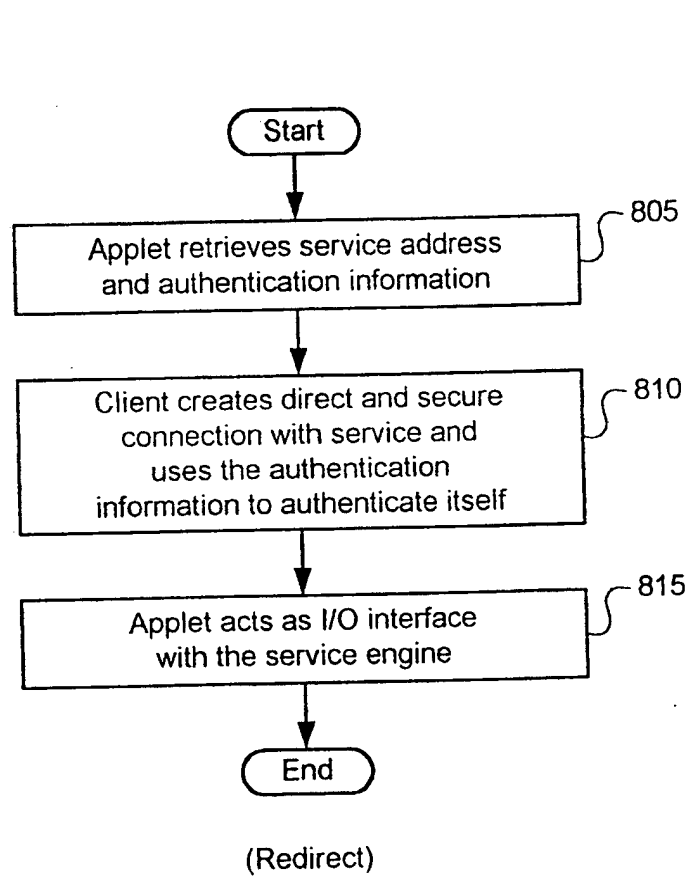 Start
805
Applet retrieves service address
and authentication information
810
Client creates direct and secure
connection with service and
uses the authentication
information to authenticate itself
815
Applet acts as I/O interface
with the service engine
End
(Redirect)